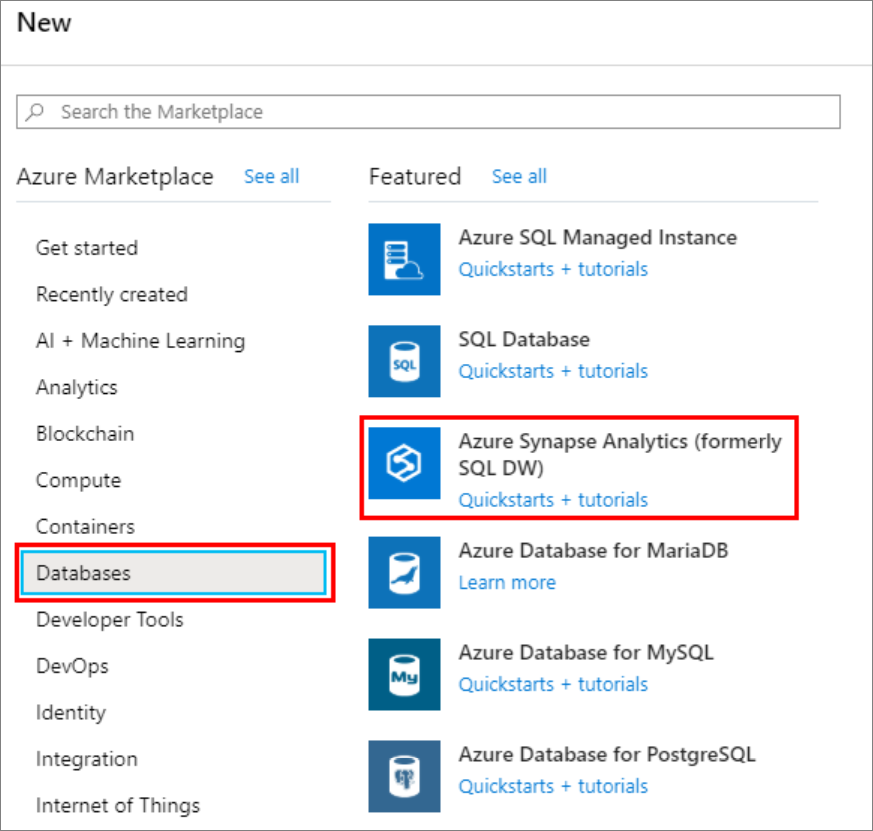 New
Search the Marketplace
Azure Marketplace See all
Get started
Recently created
AI + Machine Learning
Analytics
Blockchain
Compute
Containers
Databases
Developer Tools
DevOps
Identity
Integration
Internet of Things
Featured See all
Azure SQL Managed Instance
Quickstarts + tutorials
SQL
SQL Database
Quickstarts + tutorials
Azure Synapse Analytics (formerly
SQL DW)
Quickstarts + tutorials
Azure Database for MariaDB
Learn more
My
Azure Database for MySQL
Quickstarts + tutorials
Azure Database for PostgreSQL
Quickstarts + tutorials